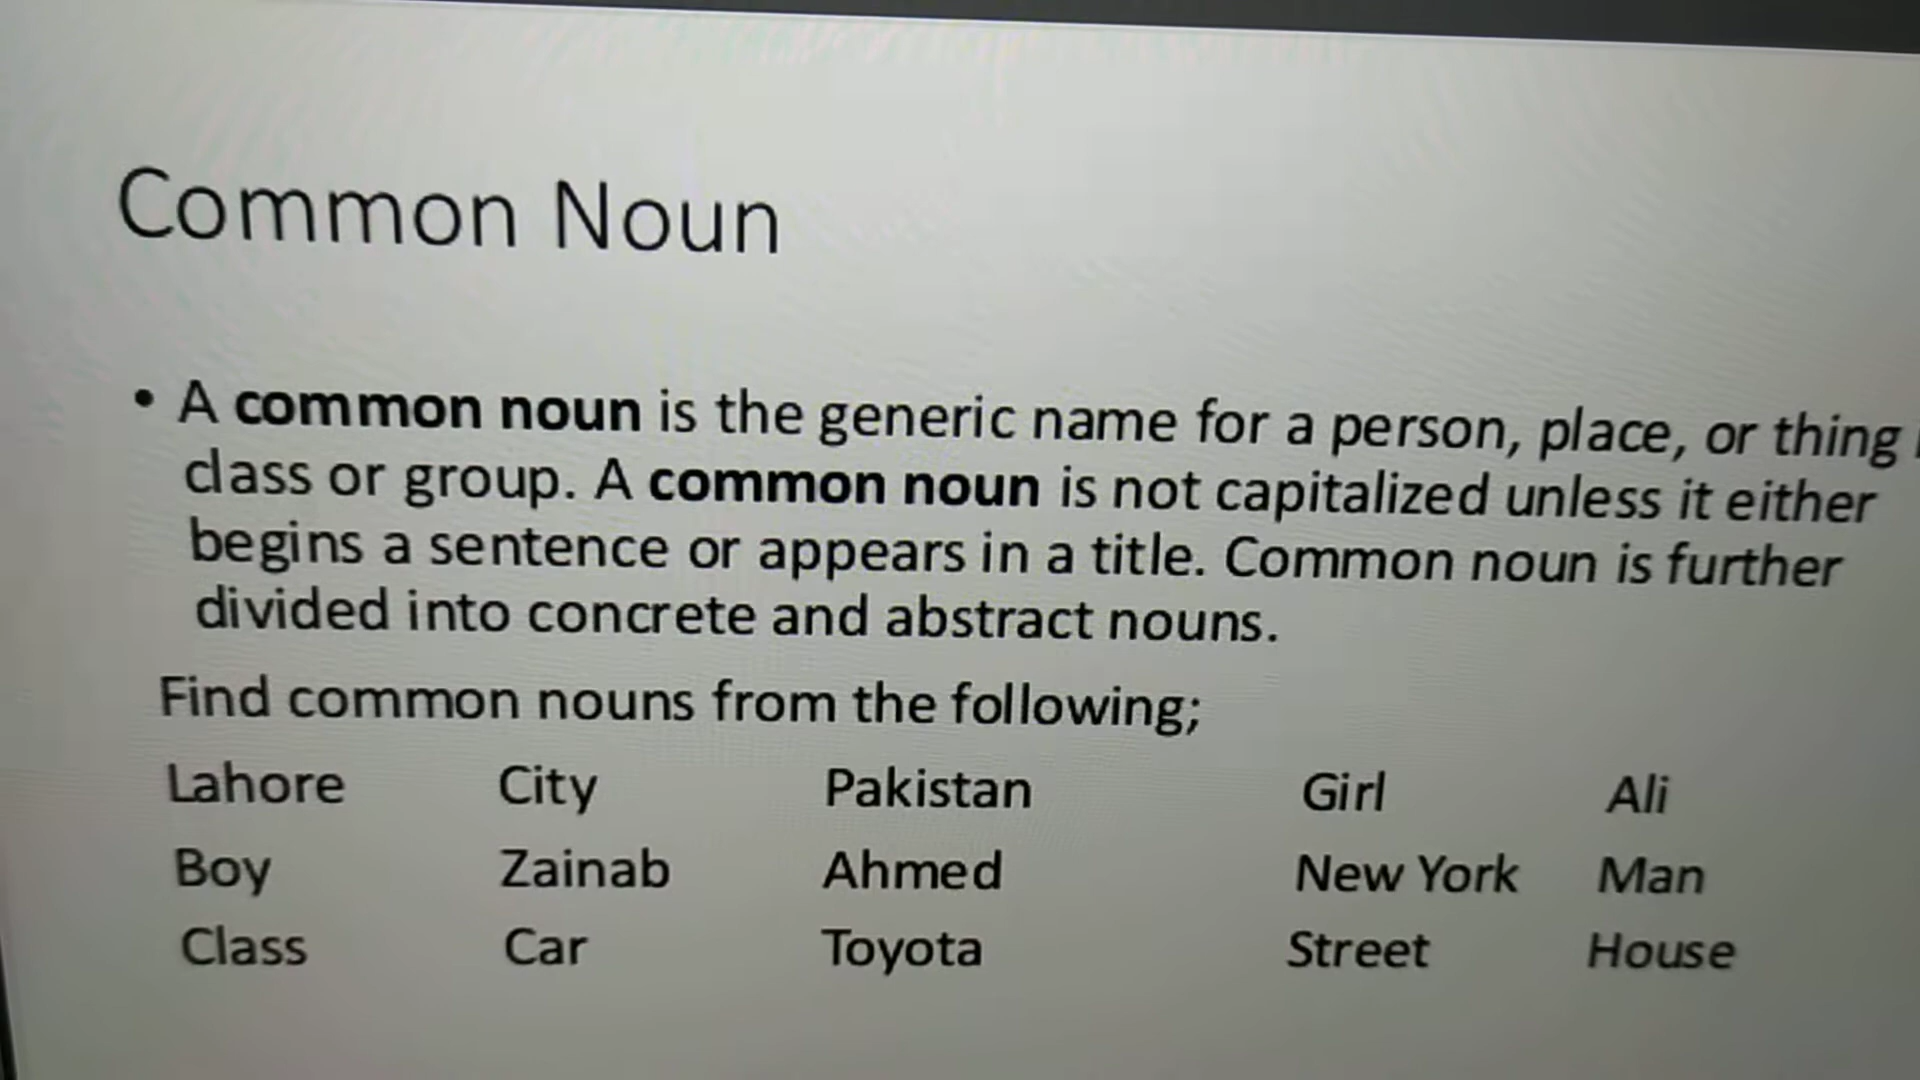 Common Noun
• A common noun is the generic name for a person, place, or thing
class or group. A common noun is not capitalized unless it either
begins a sentence or appears in a title. Common noun is further
divided into concrete and abstract nouns.
Find common nouns from the following;
Lahore City Pakistan Girl Ali
Boy Zainab Ahmed New York Man
Class Car Toyota Street House